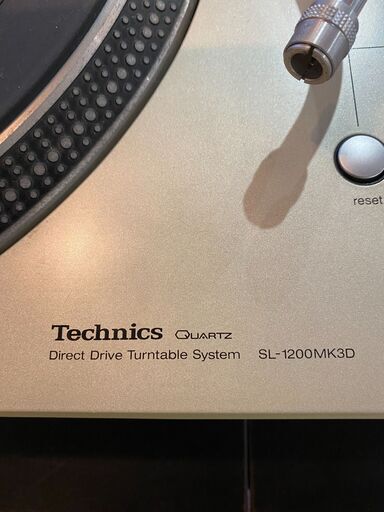 reset
Technics QUARTZ
Direct Drive Turntable System SL-1200MK3D